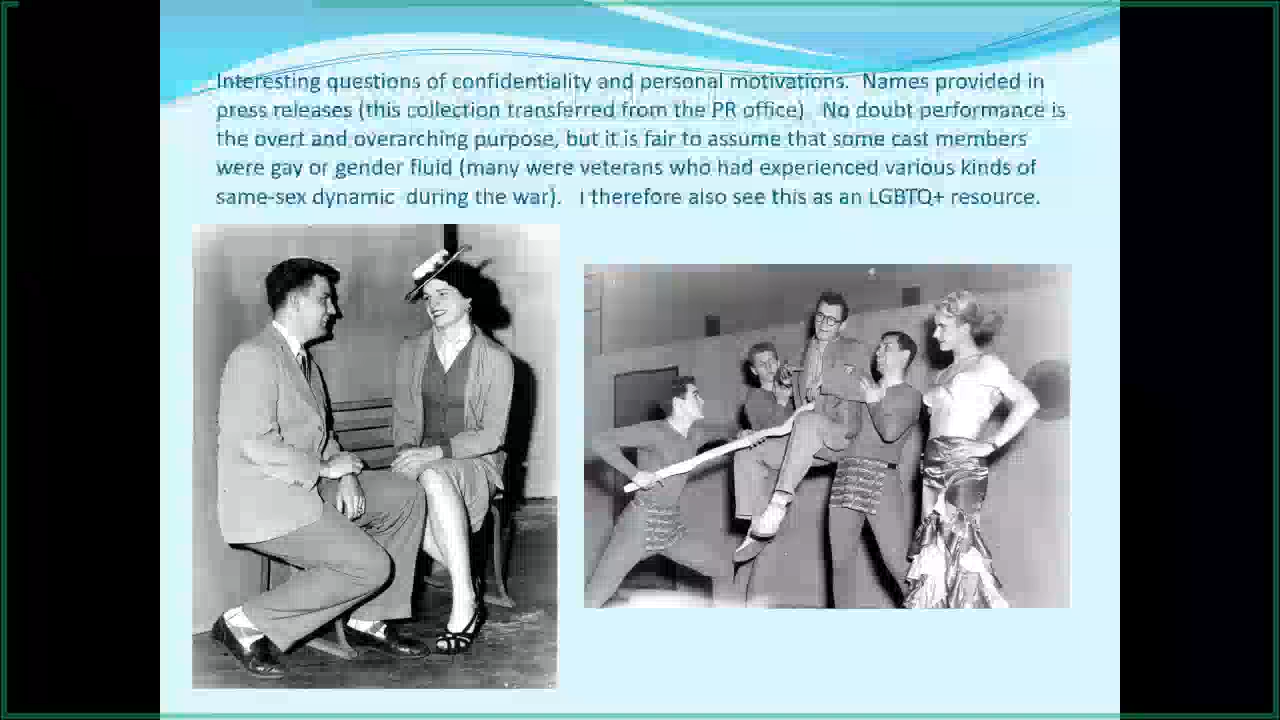 Interesting questions of confidentiality and personal motivations.  Names provided in
press releases (this collection transferred from the PR office)   No doubt performance is
the overt and overarching purpose, but it is fair to assume that some cast members
were gay or gender fluid (many were veterans who had experienced various kinds of
same-sex dynamic  during the war).   I therefore also see this as an LGBTQ+ resource.